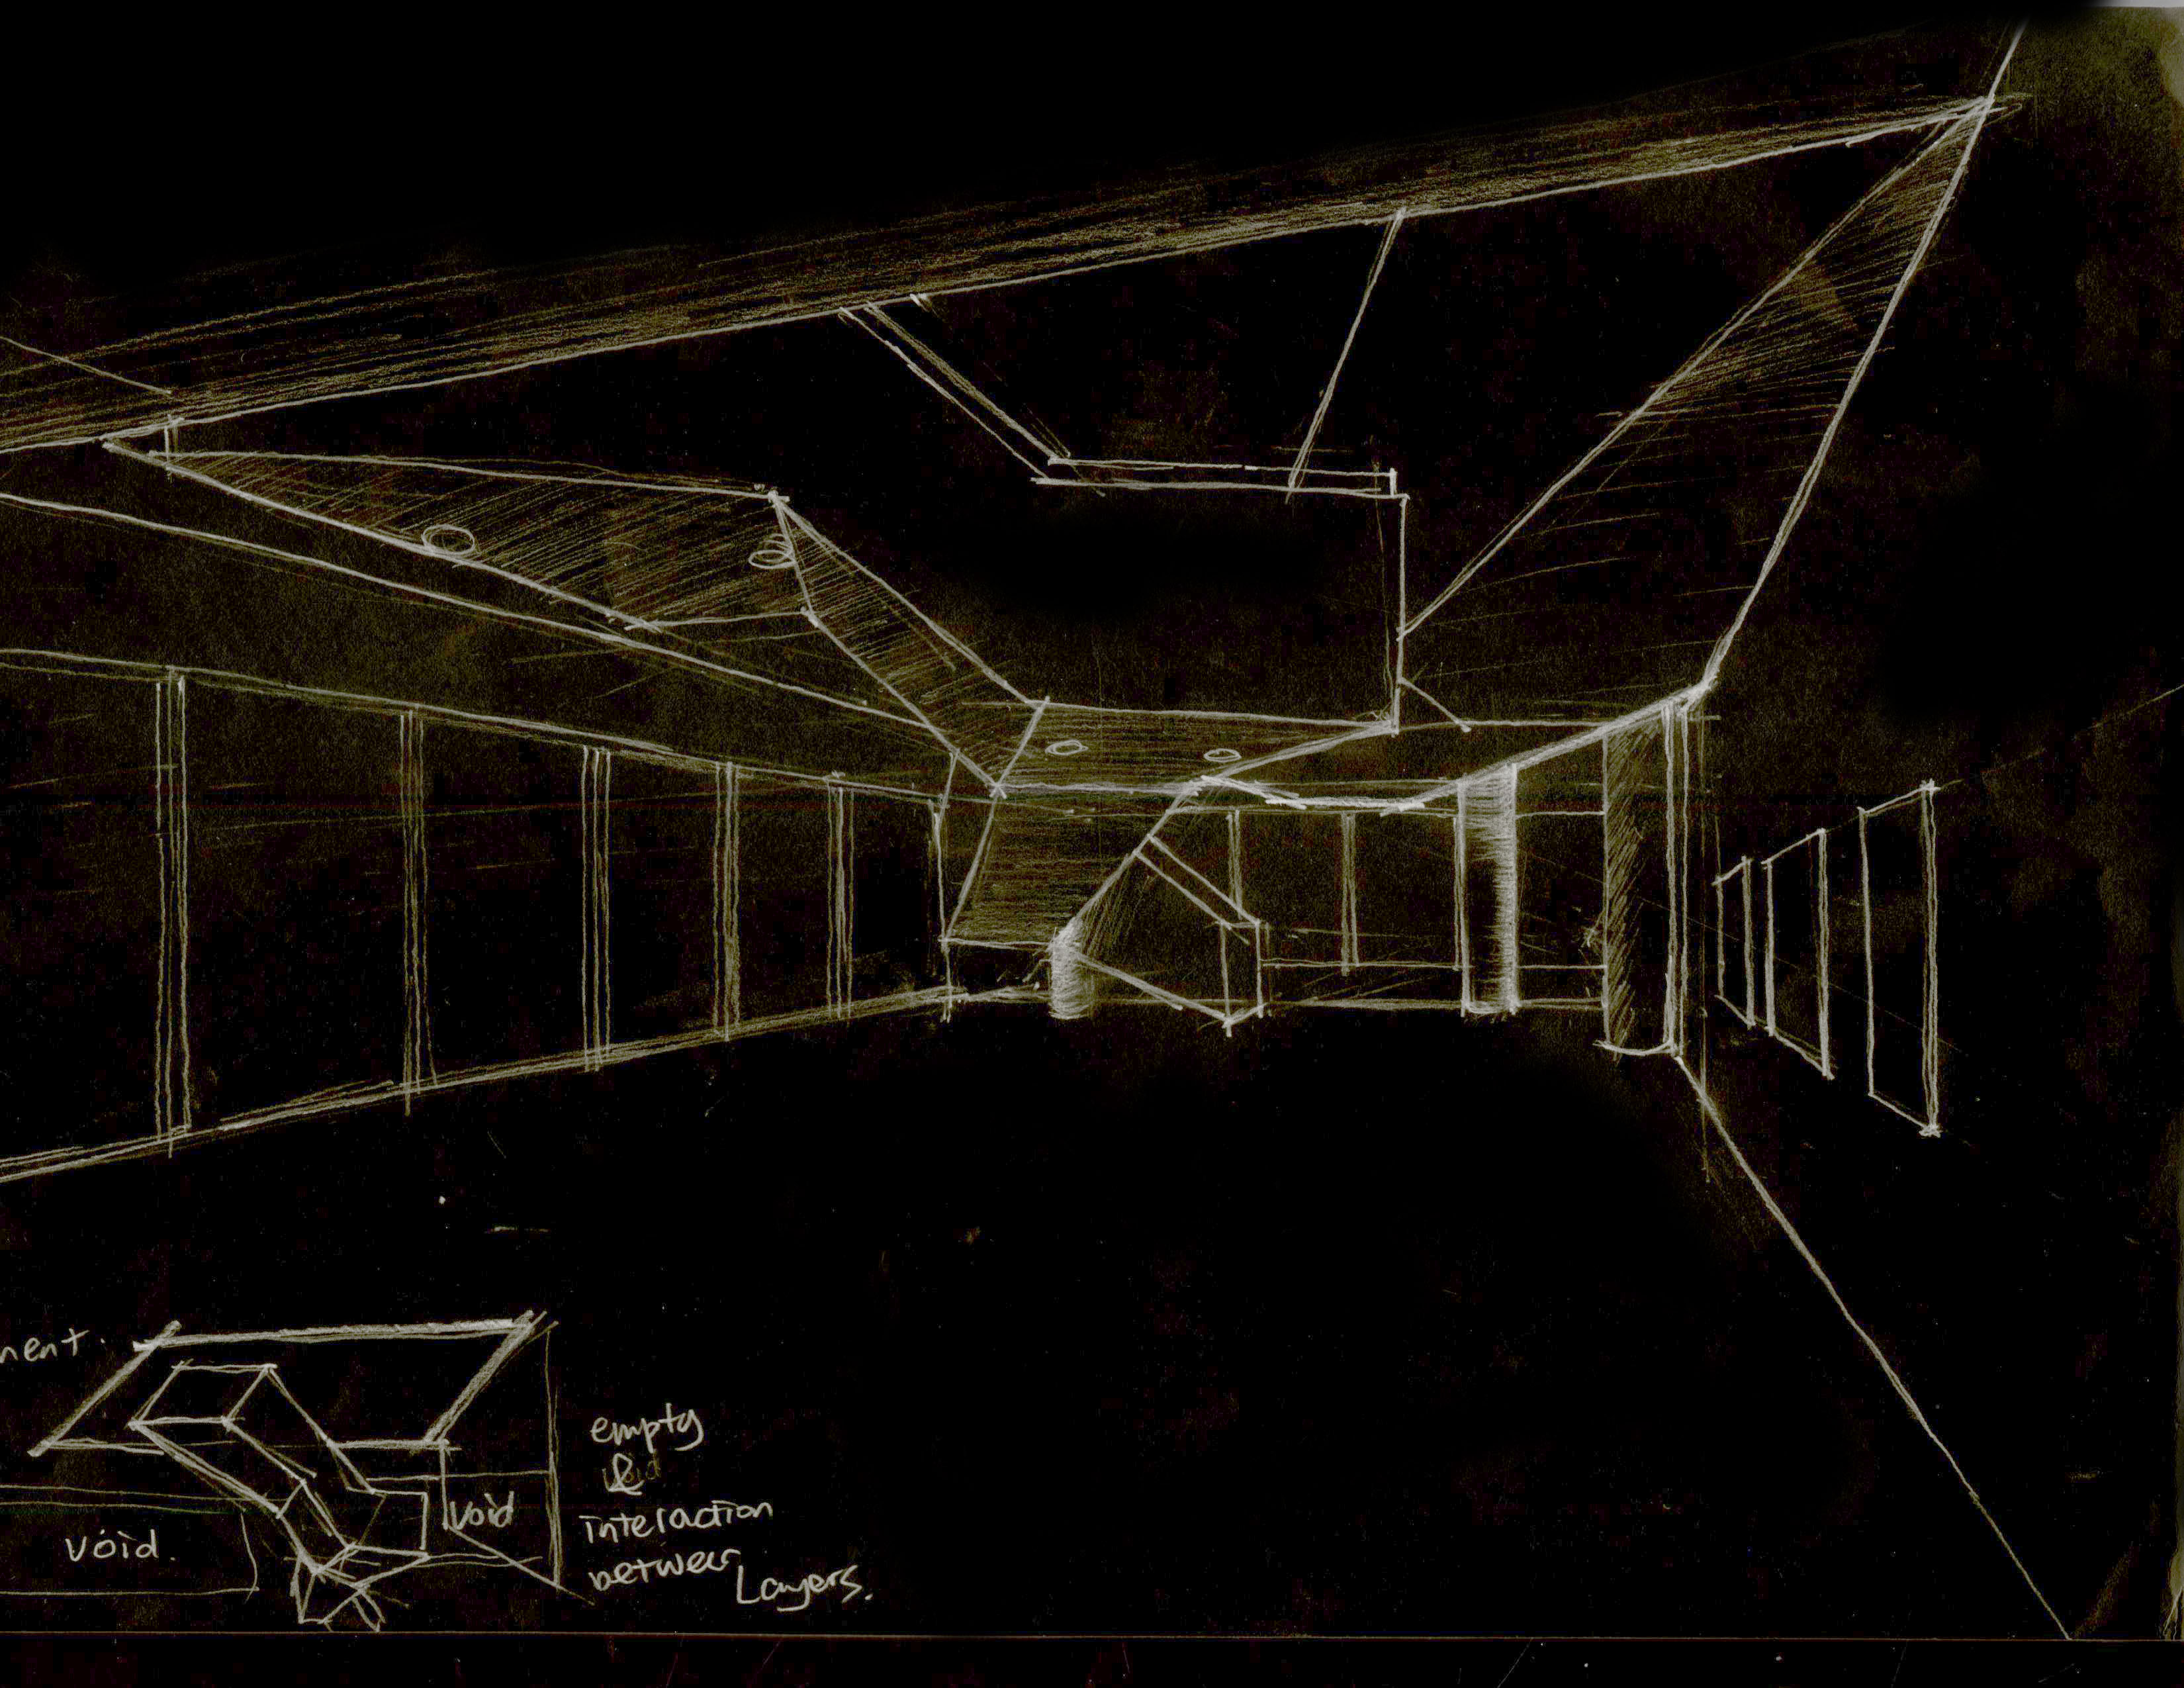 nent.
void.
void
empty
&
interaction
between
Layers.